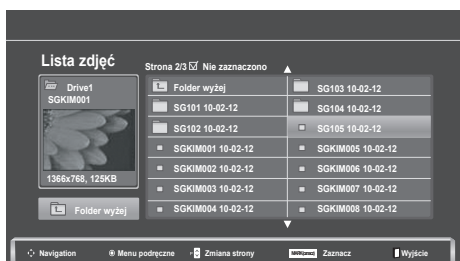 Lista zdjęć
Strona 2/3 Nie zaznaczono
Drive1
SGKIM001
1366x768, 125KB
Folder wyżej
Folder wyżej
SG101 10-02-12
SG102 10-02-12
SGKIM001 10-02-12
SGKIM002 10-02-12
SGKIM003 10-02-12
SGKIM004 10-02-12
SG103 10-02-12
SG104 10-02-12
SG105 10-02-12
SGKIM005 10-02-12
SGKIM006 10-02-12
SGKIM007 10-02-12
SGKIM008 10-02-12
Navigation Menu podręczne P Zmiana strony Zaznacz Wyjście